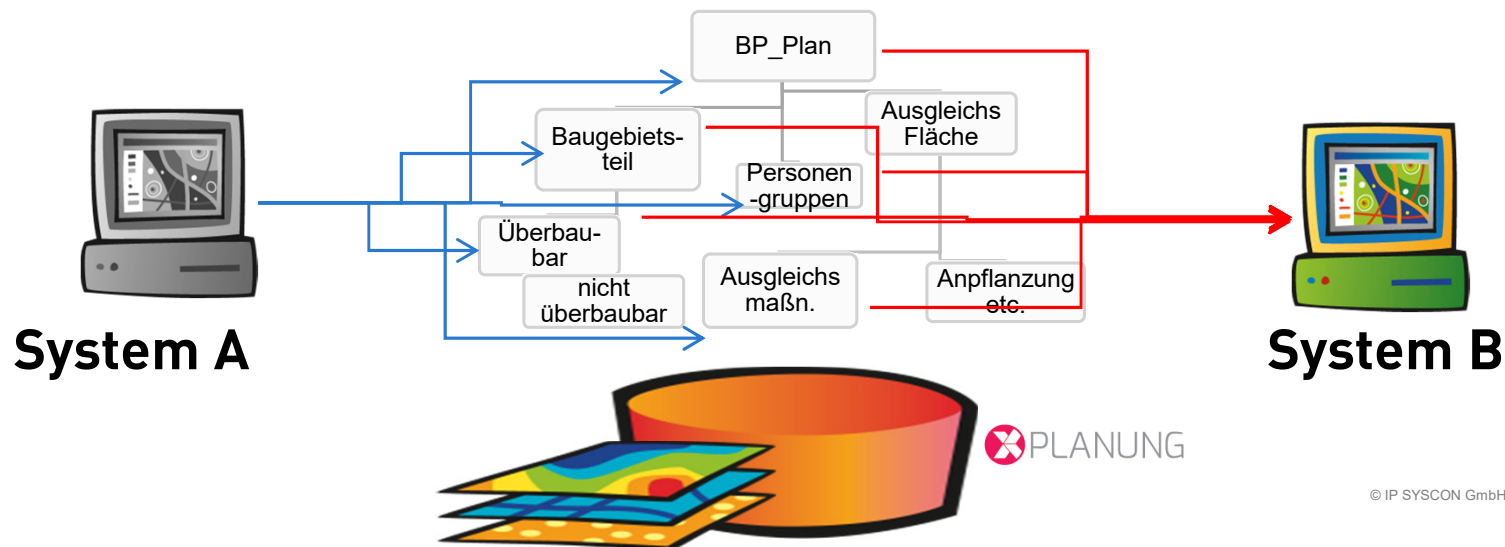 BP_Plan
Ausgleichs
Fläche
Baugebiets-
teil
Personen
-gruppen
Überbau-
bar
nicht
überbaubar
Ausgleichs
maßn.
Anpflanzung
etc.
System A
System B
PLANUNG
© IP SYSCON GmbH